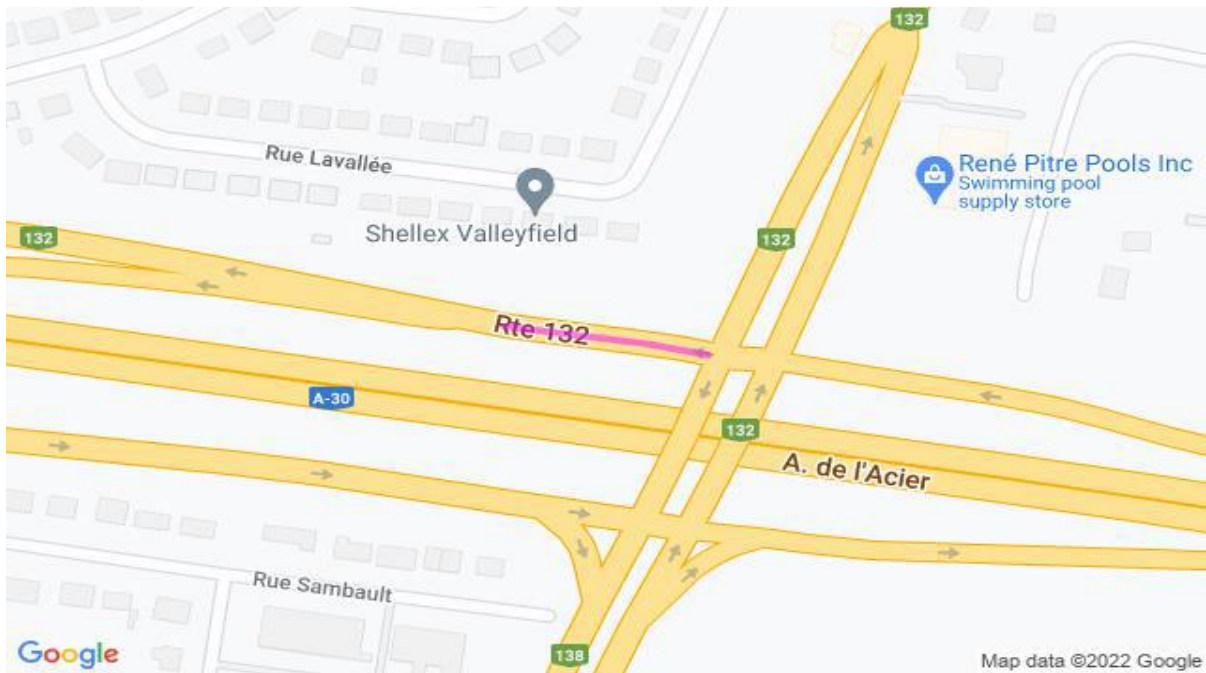 132
Rue Lavallée
René Pitre Pools Inc
Swimming pool
supply store
Shellex Valleyfield
132
132
Rte 132
A-30
132
A. de l'Acier
Rue Sambault
138
Google
Map data ©2022 Google